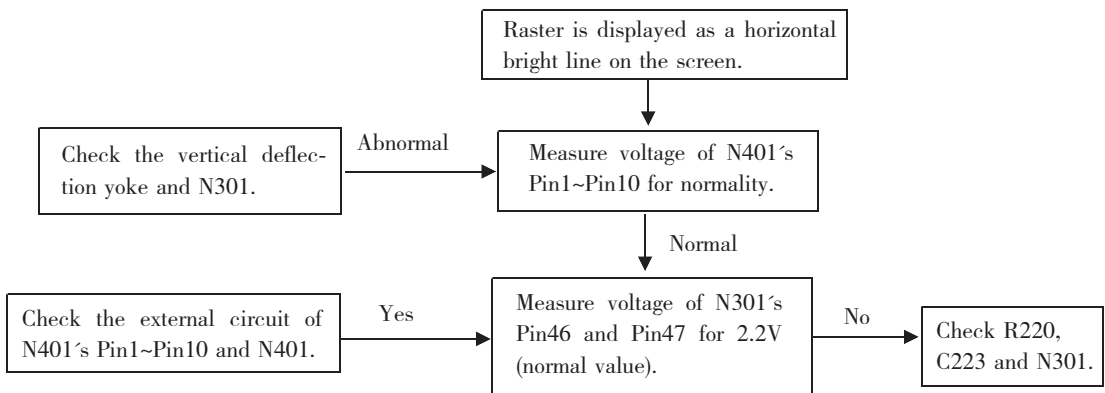 Raster is displayed as a horizontal
bright line on the screen.
Abnormal
Check the vertical deflec-
tion yoke and N301.
Measure voltage of N401´s
Pin1~Pin10 for normality.
Normal
Check the external circuit of
N401´s Pin1~Pin10 and N401.
Yes
Measure voltage of N301´s
Pin46 and Pin47 for 2.2V
(normal value).
No
Check R220,
C223 and N301.